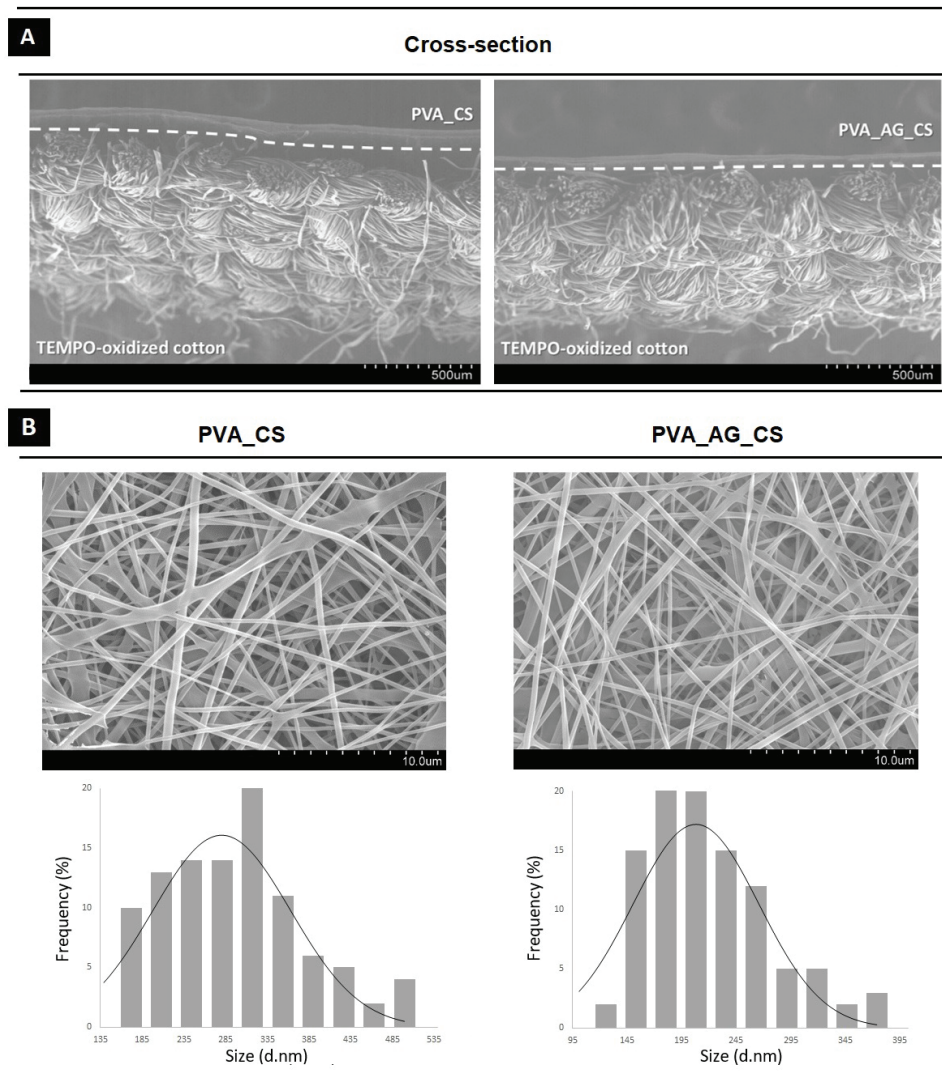 A
Cross-section
PVA_CS
TEMPO-oxidized cotton
500um
PVA_AG_CS
TEMPO-oxidized cotton
500um
B
PVA_CS
PVA_AG_CS
10.0um
10.0um
20
15
10
5
0
Frequency (%)
135 185 235 285 335 385 435 485 535
Size (d.nm)
20
15
10
5
0
Frequency (%)
95 145 195 245 295 345 395
Size (d.nm)